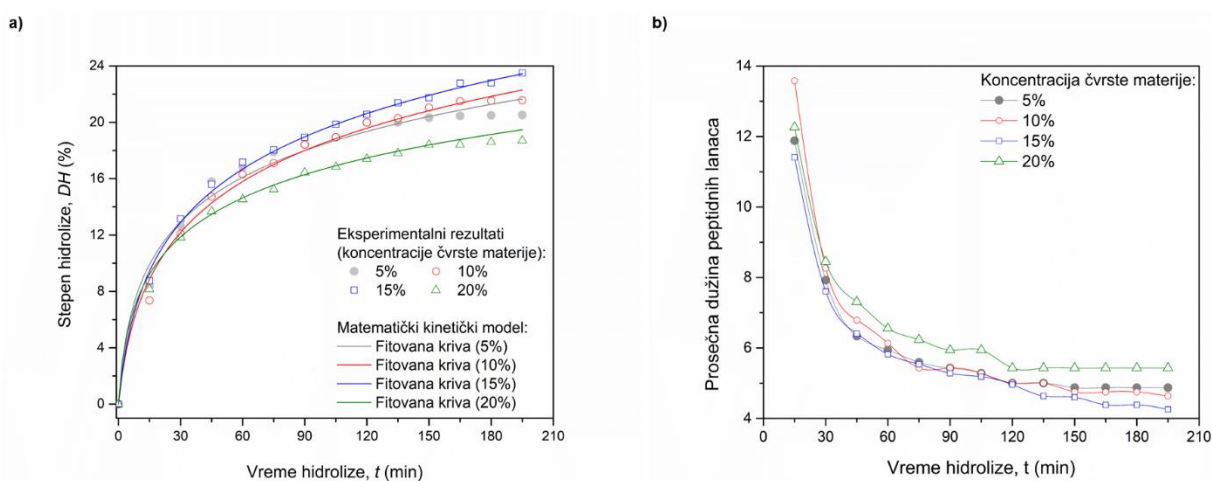 a)
24
20
16
12
8
4
0
Stepen hidrolize, DH (%)
Eksperimentalni rezultati
(koncentracije čvrste materije):
5% 10%
15% 20%
Matematički kinetički model:
Fitovana kriva (5%)
Fitovana kriva (10%)
Fitovana kriva (15%)
Fitovana kriva (20%)
0 30 60 90 120 150 180 210
Vreme hidrolize, t (min)
b)
14
12
10
8
6
4
Prosečna dužina peptidnih lanaca
Koncentracija čvrste materije:
5%
10%
15%
20%
0 30 60 90 120 150 180 210
Vreme hidrolize, t (min)